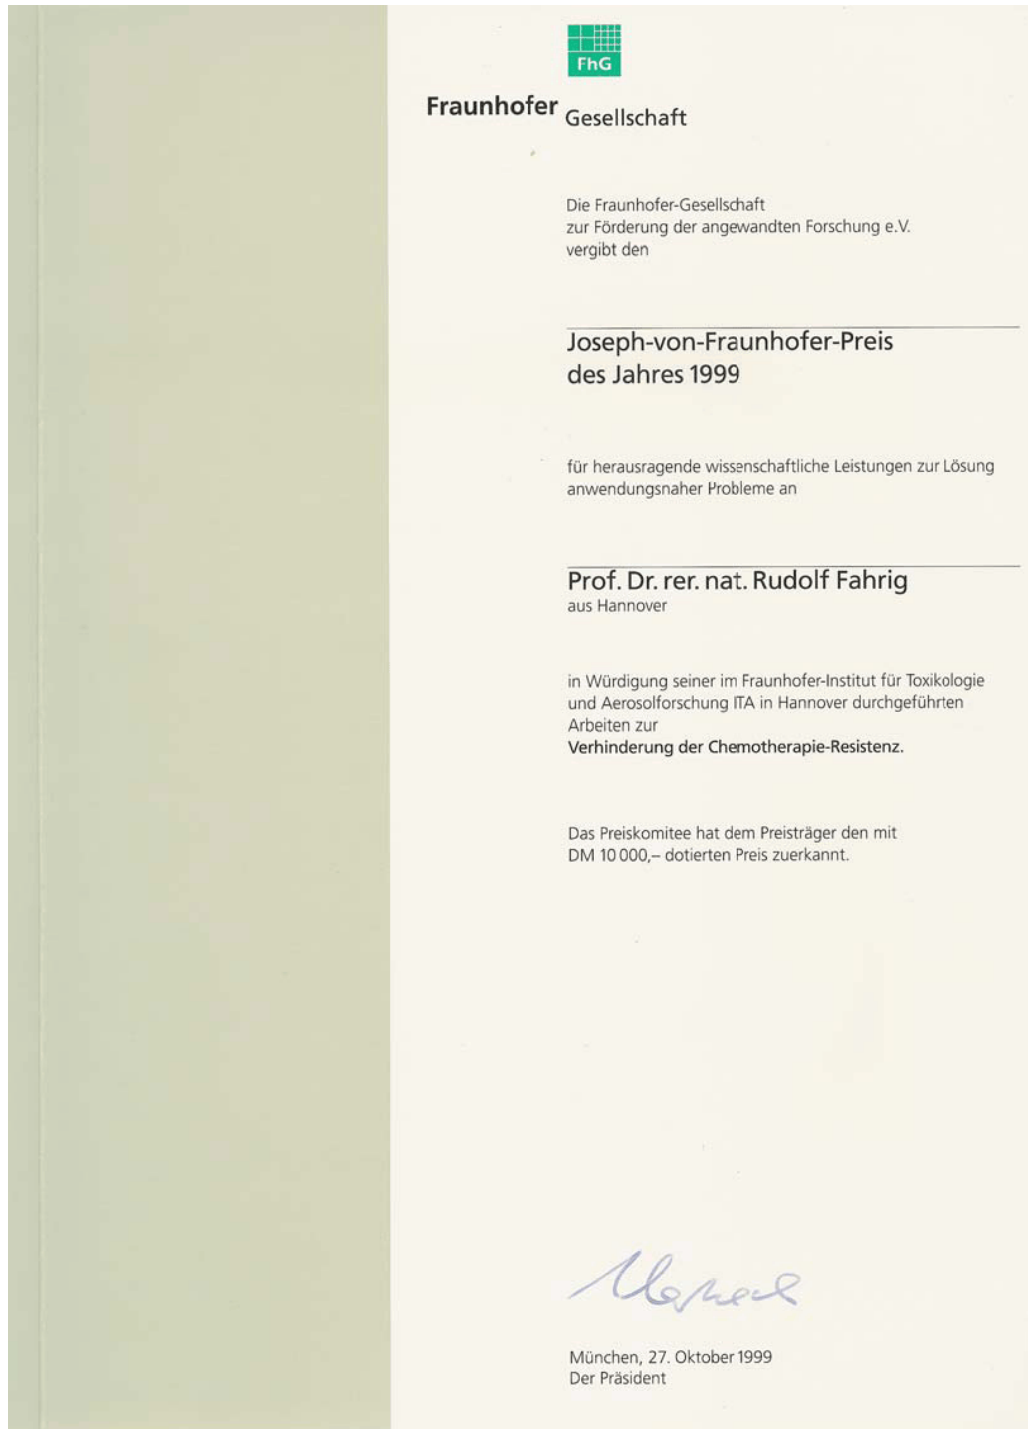 FhG
Fraunhofer Gesellschaft
Die Fraunhofer-Gesellschaft
zur Förderung der angewandten Forschung e.V.
vergibt den
Joseph-von-Fraunhofer-Preis
des Jahres 1999
für herausragende wissenschaftliche Leistungen zur Lösung
anwendungsnaher Probleme an
Prof. Dr. rer. nat. Rudolf Fahrig
aus Hannover
in Würdigung seiner im Fraunhofer-Institut für Toxikologie
und Aerosolforschung ITA in Hannover durchgeführten
Arbeiten zur
Verhinderung der Chemotherapie-Resistenz.
Das Preiskomitee hat dem Preisträger den mit
DM 10 000,– dotierten Preis zuerkannt.
München, 27. Oktober 1999
Der Präsident